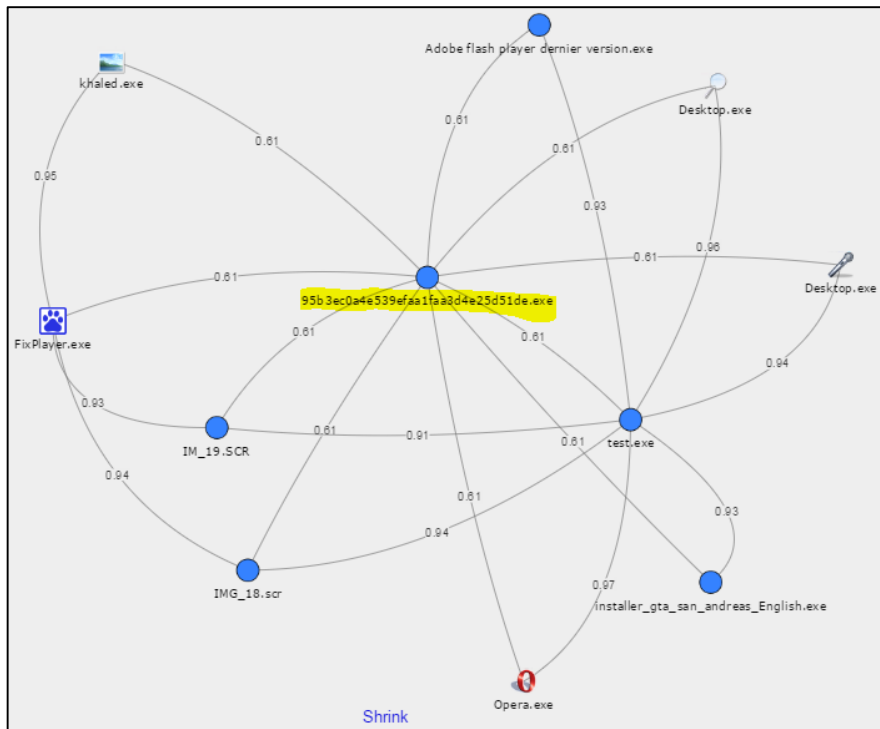 Adobe flash player dernier version.exe
khaled.exe
Desktop.exe
0.61
0.61
0.61
0.95
0.93
0.96
0.61
0.61
Desktop.exe
95b3ec0a4e539efaa1faa3d4e25d51de.exe
FixPlayer.exe
0.61
0.61
0.94
0.93
IM_19.SCR
0.61
0.91
0.61
test.exe
0.94
0.61
0.93
0.94
0.97
IMG_18.scr
installer_gta_san_andreas_English.exe
Opera.exe
Shrink